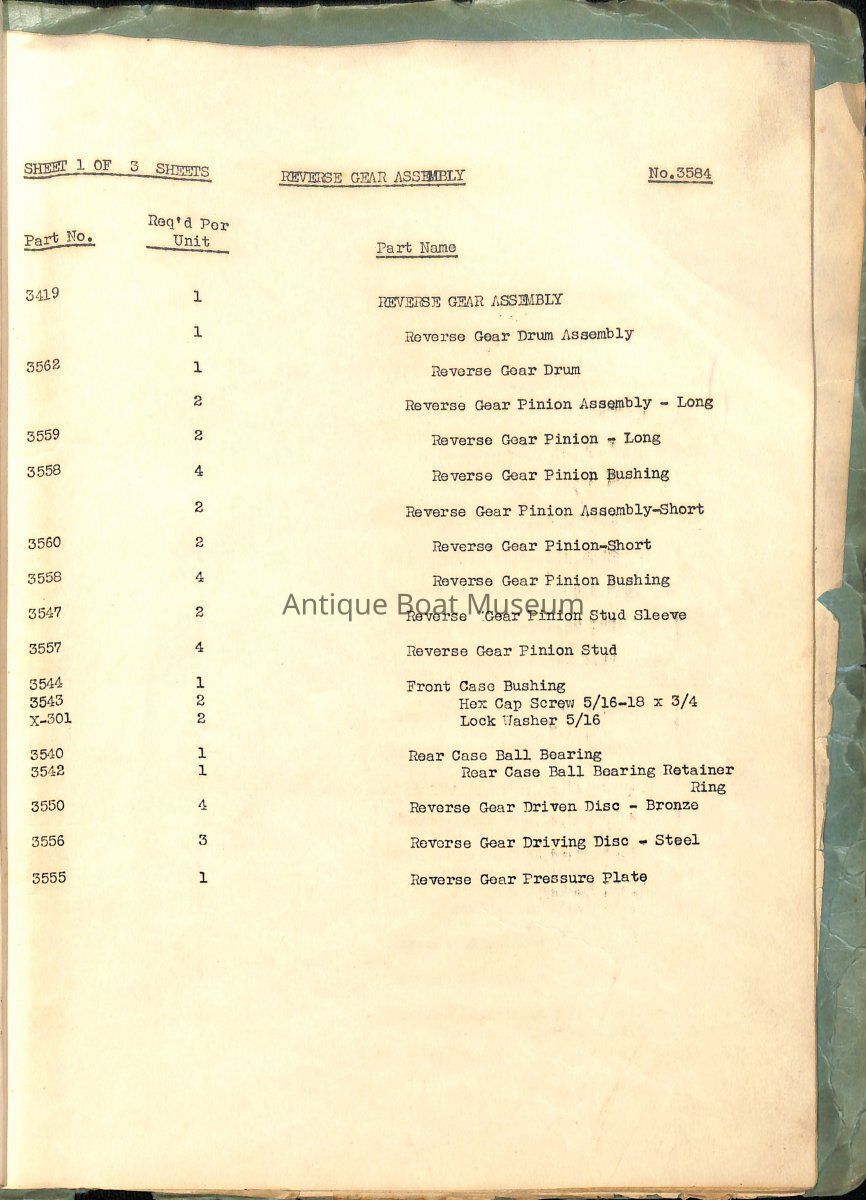 SHEET 1 OF 3 SHEETS REVERSE GEAR ASSEMBLY No.3584
Part No. Req'd Per Unit Part Name
3419 1 REVERSE GEAR ASSEMBLY
1 Reverse Gear Drum Assembly
3562 1 Reverse Gear Drum
2 Reverse Gear Pinion Assembly - Long
3559 2 Reverse Gear Pinion - Long
3558 4 Reverse Gear Pinion Bushing
2 Reverse Gear Pinion Assembly-Short
3560 2 Reverse Gear Pinion-Short
3558 4 Reverse Gear Pinion Bushing
Antique Boat Museum
3547 2 Reverse Gear Pinion Stud Sleeve
3557 4 Reverse Gear Pinion Stud
3544 1 Front Case Bushing
3543 2 Hex Cap Screw 5/16-18 x 3/4
X-301 2 Lock Washer 5/16
3540 1 Rear Case Ball Bearing
3542 1 Rear Case Ball Bearing Retainer
Ring
3550 4 Reverse Gear Driven Disc - Bronze
3556 3 Reverse Gear Driving Disc - Steel
3555 1 Reverse Gear Pressure Plate